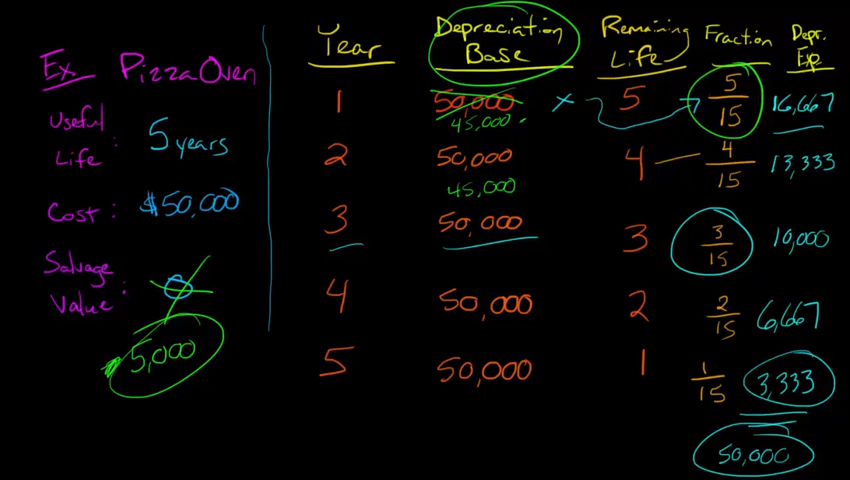 Ex. Pizza Oven
Useful Life : 5 years
Cost : $50,000
Salvage Value : 0
5,000
Year Depreciation Base Remaining Life Fraction Depr. Exp.
1 50,000 x 5 5/15 16,667
45,000
2 50,000 4 4/15 13,333
45,000
3 50,000 3 3/15 10,000
4 50,000 2 2/15 6,667
5 50,000 1 1/15 3,333
50,000